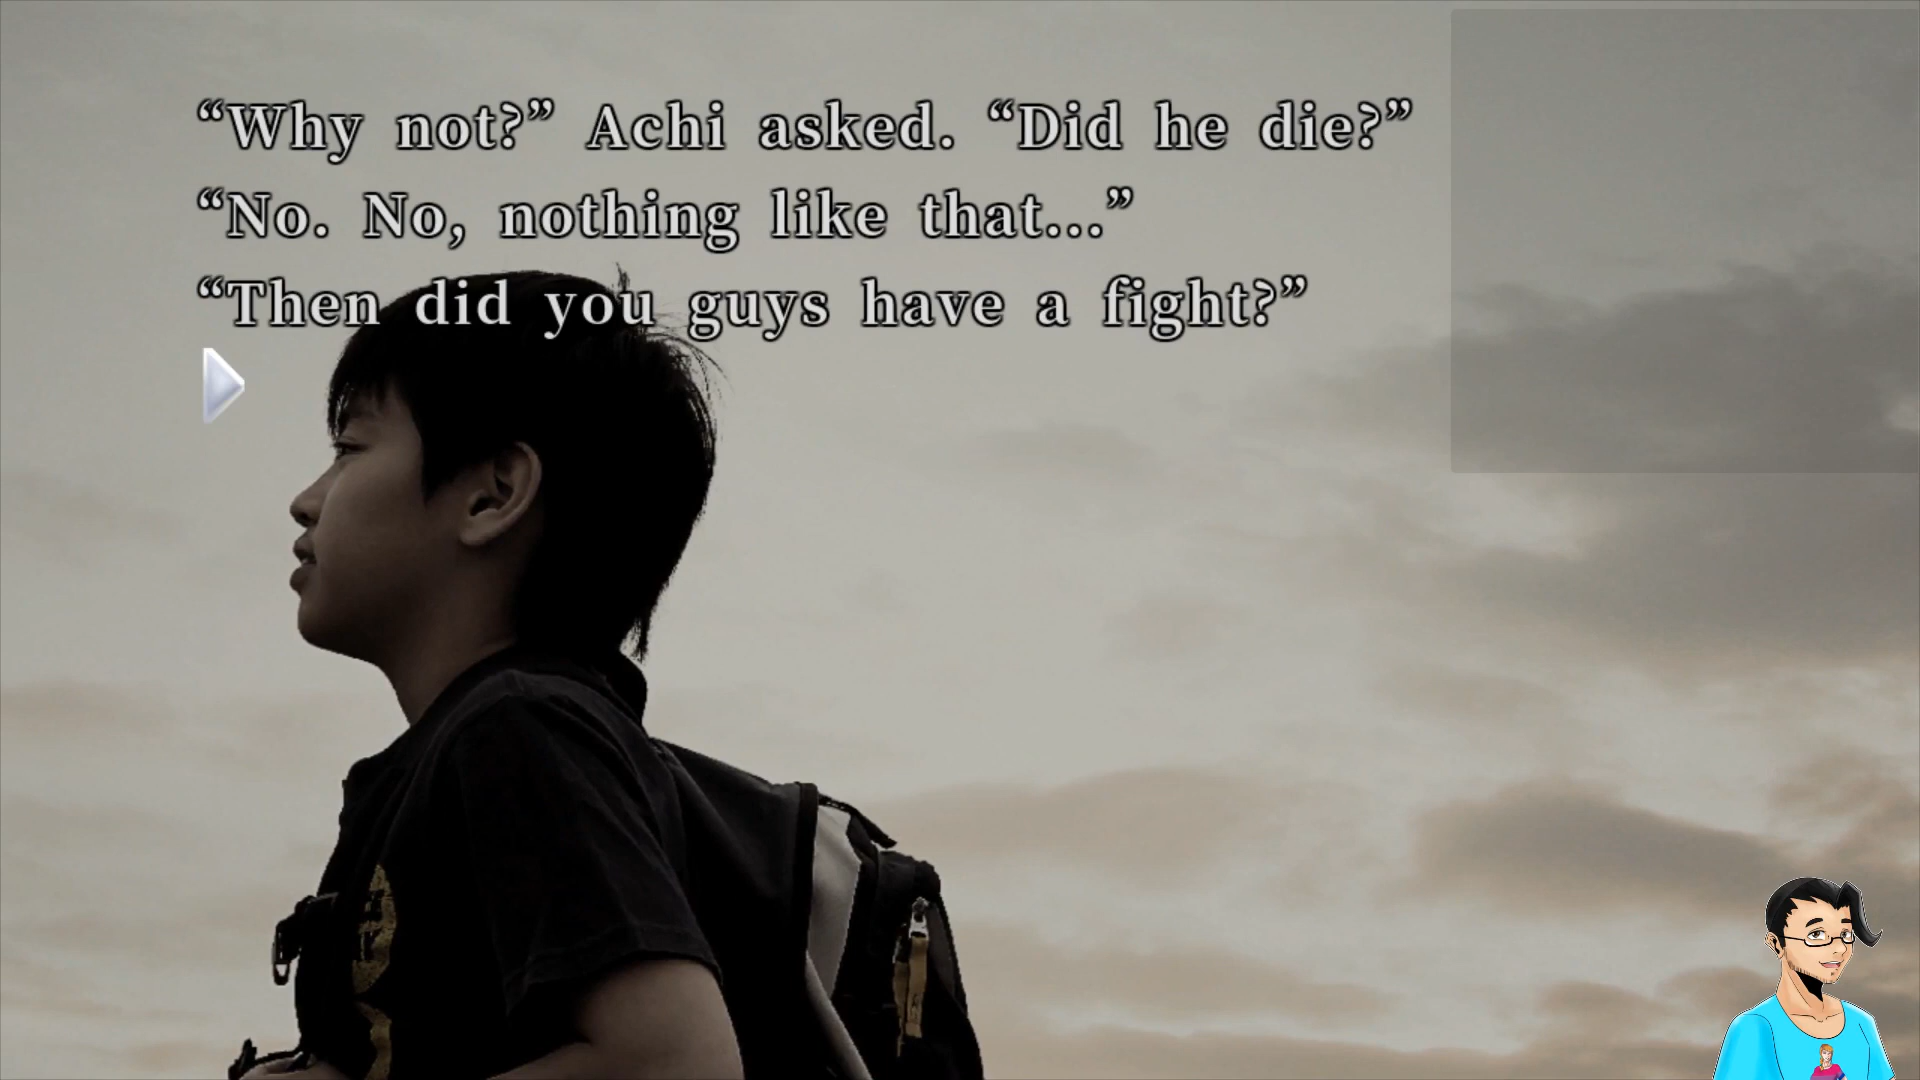 “Why not?” Achi asked. “Did he die?”
“No. No, nothing like that...”
“Then did you guys have a fight?”